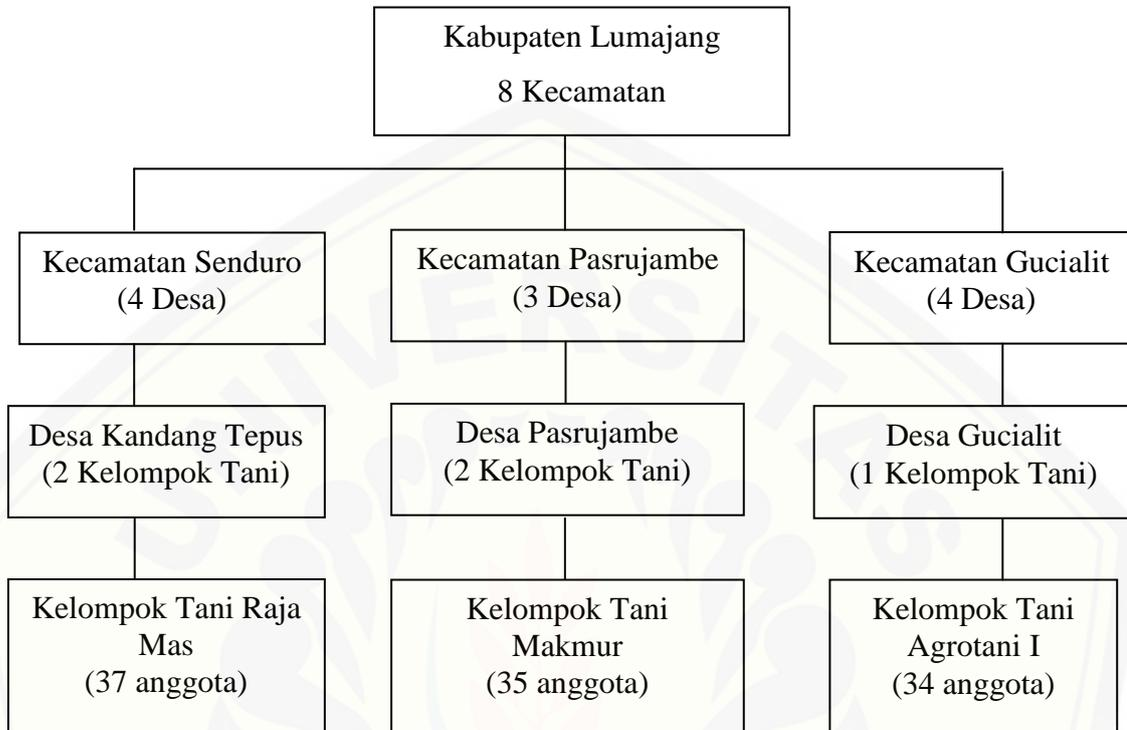 Kabupaten Lumajang
8 Kecamatan
Kecamatan Senduro
(4 Desa)
Kecamatan Pasrujambe
(3 Desa)
Kecamatan Gucialit
(4 Desa)
Desa Kandang Tepus
(2 Kelompok Tani)
Desa Pasrujambe
(2 Kelompok Tani)
Desa Gucialit
(1 Kelompok Tani)
Kelompok Tani Raja
Mas
(37 anggota)
Kelompok Tani
Makmur
(35 anggota)
Kelompok Tani
Agrotani I
(34 anggota)
UNIVERSITAS